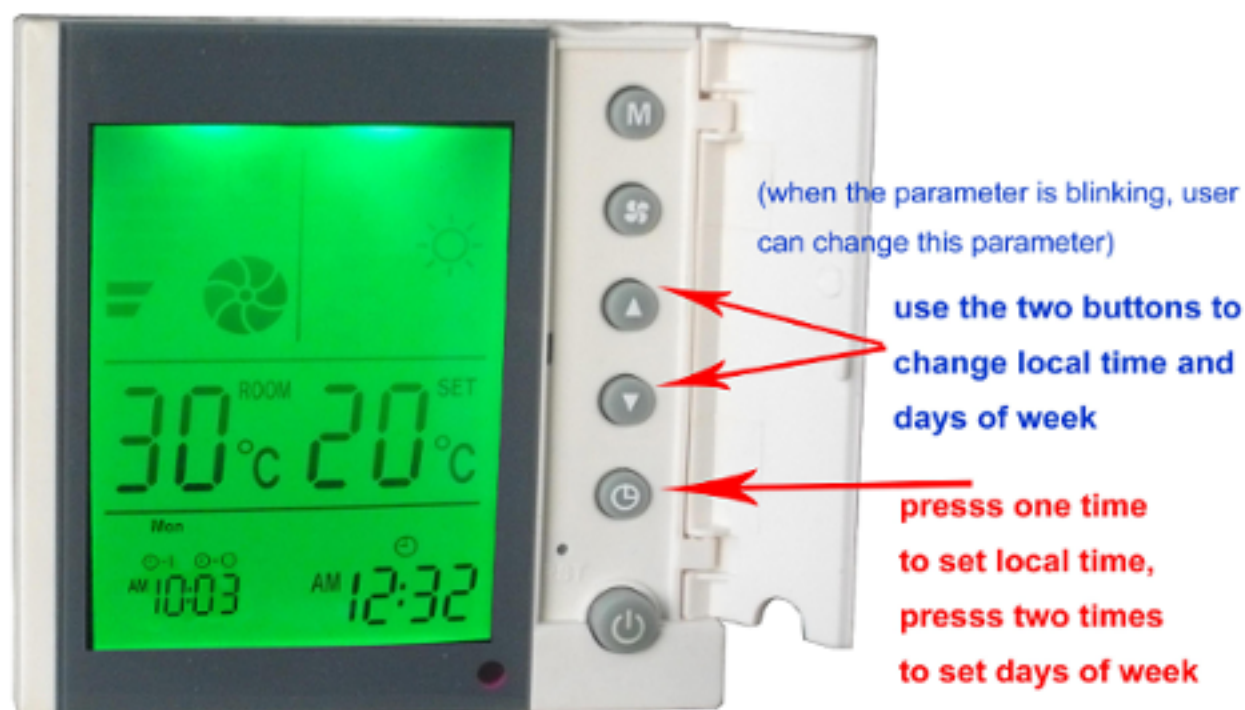 M
(when the parameter is blinking, user
can change this parameter)
use the two buttons to
change local time and
days of week
30 °C ROOM 20 °C SET
presss one time
to set local time,
presss two times
to set days of week
Mon
AM 10:03
AM 12:32